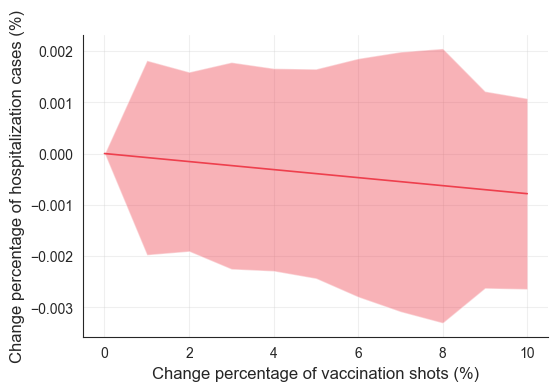 Change percentage of hospitalization cases (%)
0.002
0.001
0.000
−0.001
−0.002
−0.003
0 2 4 6 8 10
Change percentage of vaccination shots (%)